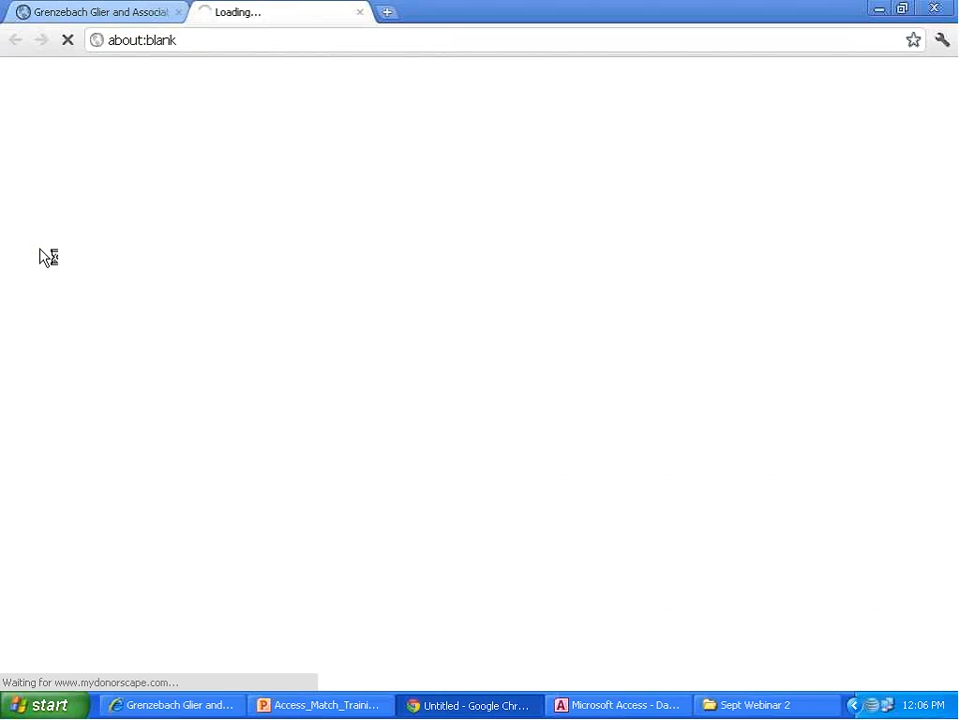 Grenzebach Glier and Associat
Loading...
about:blank
Waiting for www.mydonorscape.com...
start
Grenzebach Glier and...
Access_Match_Traini...
Untitled - Google Chr...
Microsoft Access - Da...
Sept Webinar 2
12:06 PM